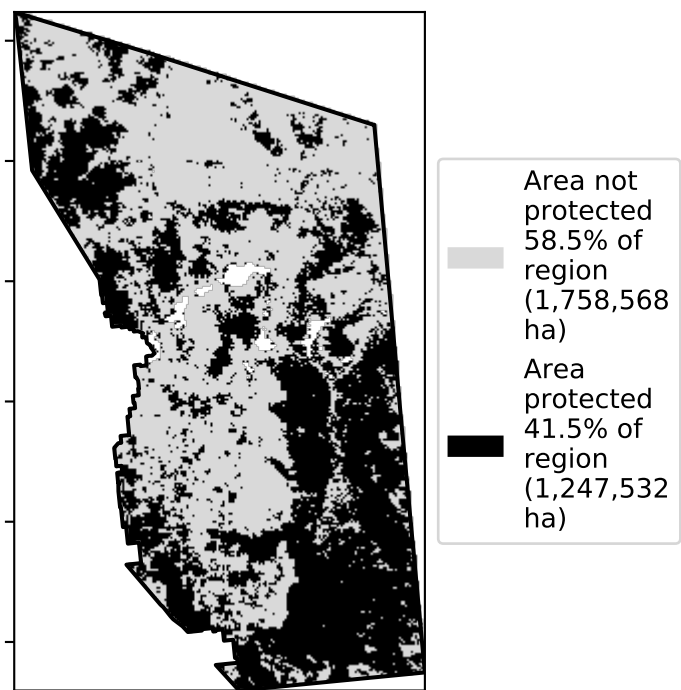 Area not
protected
58.5% of
region
(1,758,568
ha)
Area
protected
41.5% of
region
(1,247,532
ha)